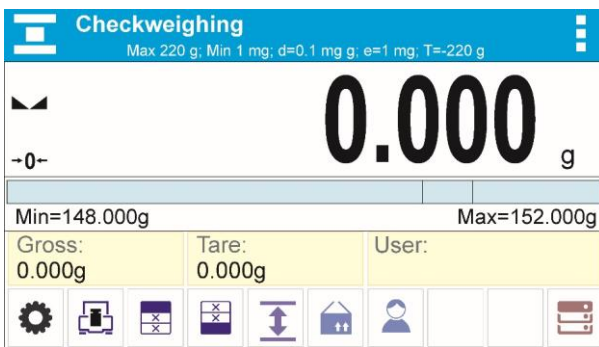 Checkweighing
Max 220 g; Min 1 mg; d=0.1 mg g; e=1 mg; T=-220 g
0.000 g
→0←
Min=148.000g Max=152.000g
Gross: Tare: User:
0.000g 0.000g